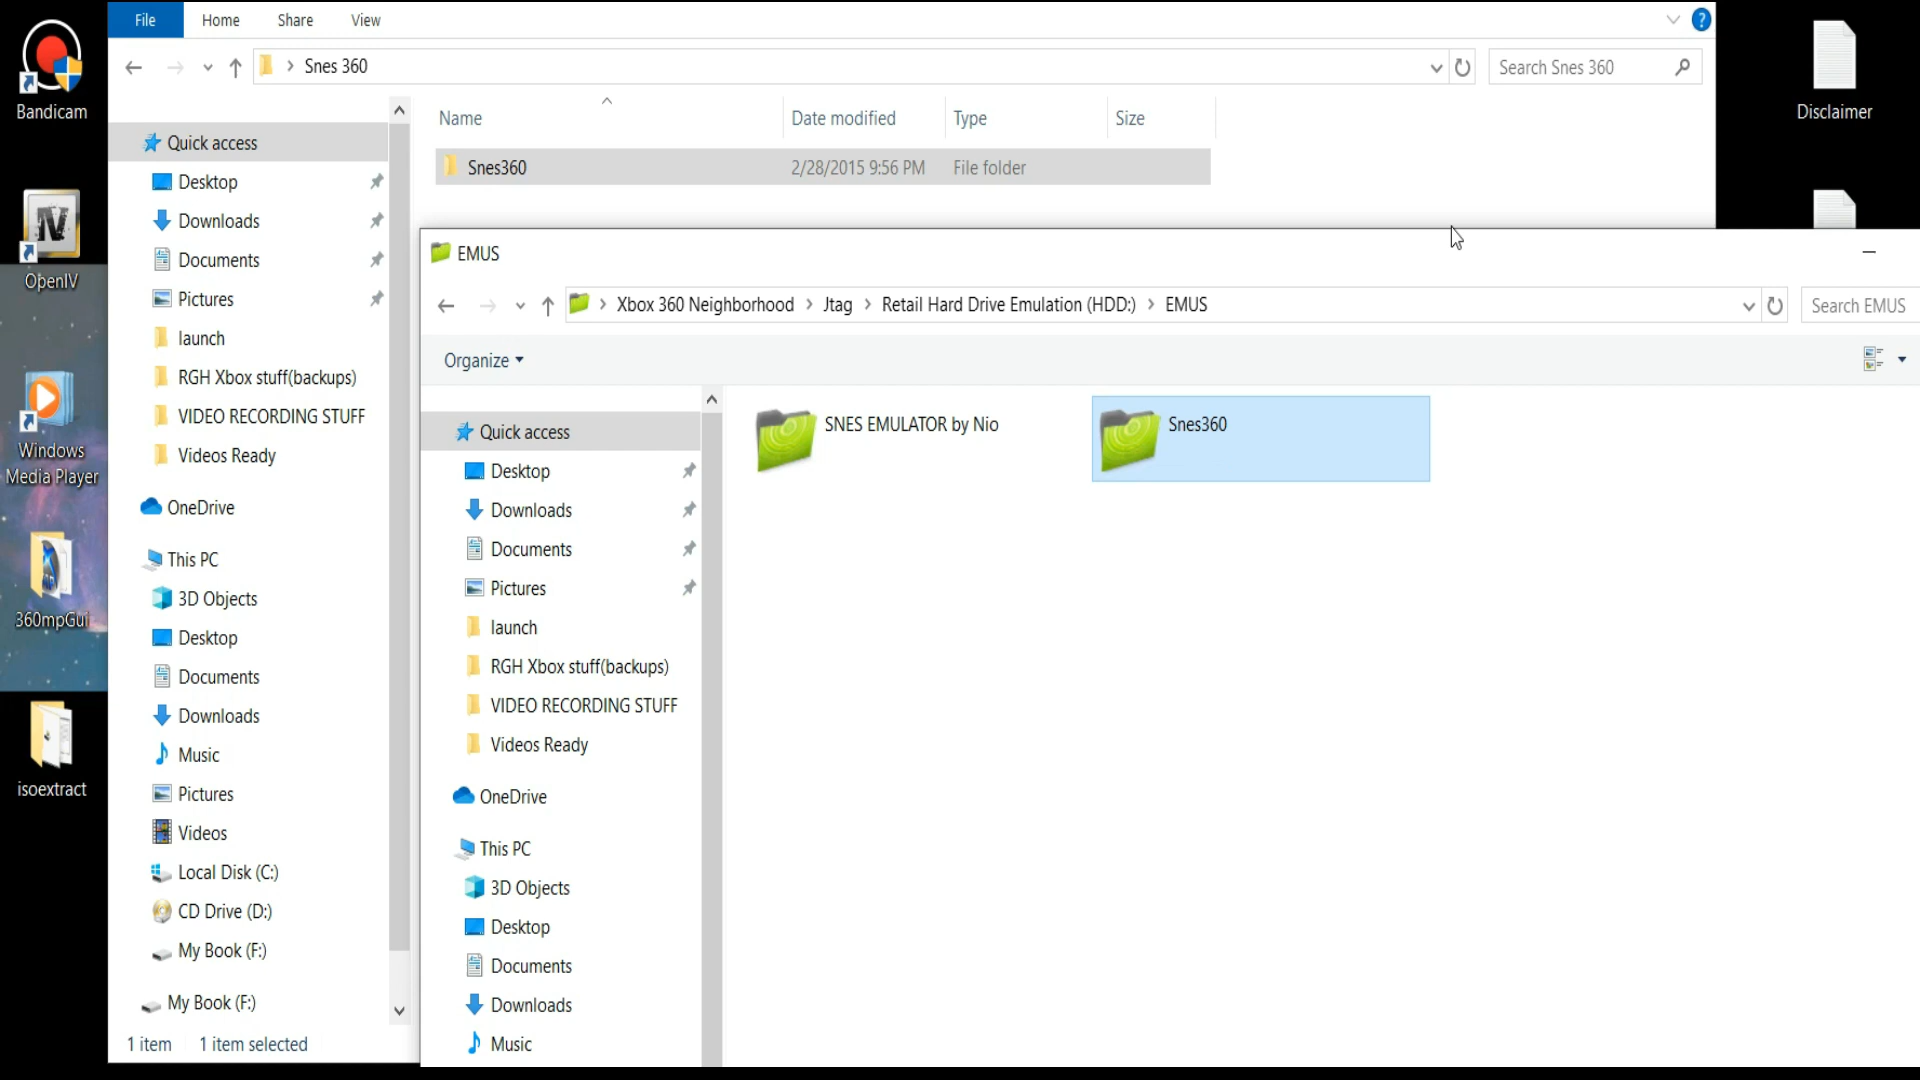 File Home Share View
Snes 360
Search Snes 360
Name Date modified Type Size
Snes360 2/28/2015 9:56 PM File folder
Quick access
Desktop
Downloads
Documents
Pictures
launch
RGH Xbox stuff(backups)
VIDEO RECORDING STUFF
Videos Ready
OneDrive
This PC
3D Objects
Desktop
Documents
Downloads
Music
Pictures
Videos
Local Disk (C:)
CD Drive (D:)
My Book (F:)
My Book (F:)
1 item 1 item selected
EMUS
Xbox 360 Neighborhood Jtag Retail Hard Drive Emulation (HDD:) EMUS
Search EMUS
Organize
Quick access
Desktop
Downloads
Documents
Pictures
launch
RGH Xbox stuff(backups)
VIDEO RECORDING STUFF
Videos Ready
OneDrive
This PC
3D Objects
Desktop
Documents
Downloads
Music
SNES EMULATOR by Nio
Snes360
Bandicam
OpenIV
Windows
Media Player
360mpGui
isoextract
Disclaimer